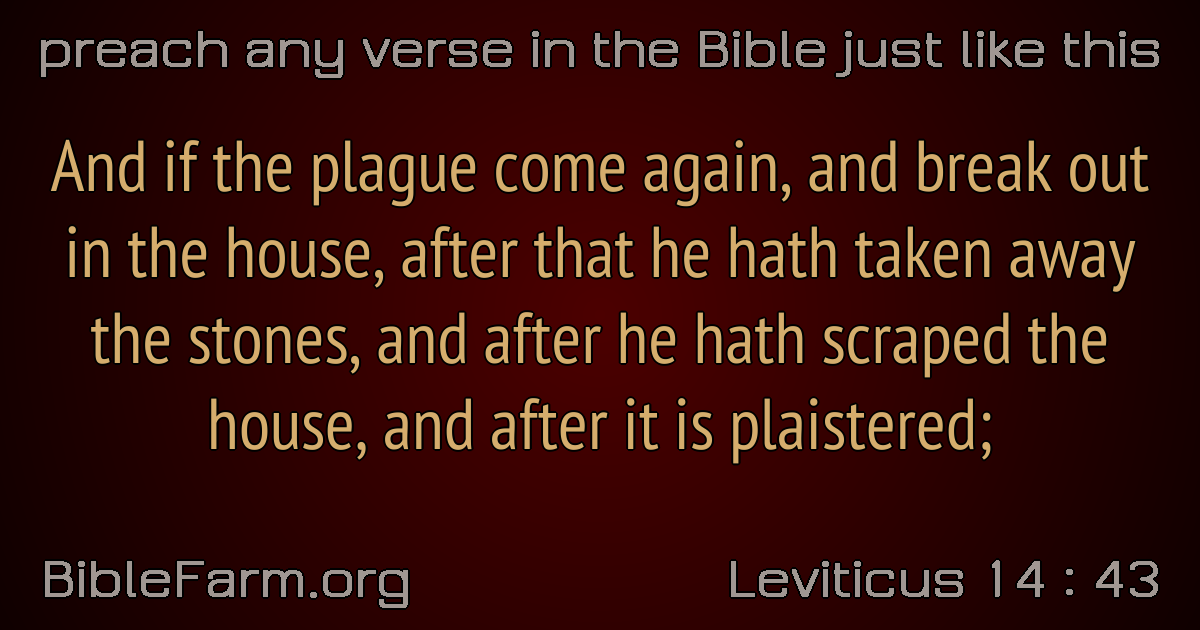 preach any verse in the Bible just like this
And if the plague come again, and break out
in the house, after that he hath taken away
the stones, and after he hath scraped the
house, and after it is plaistered;
BibleFarm.org
Leviticus 14 : 43